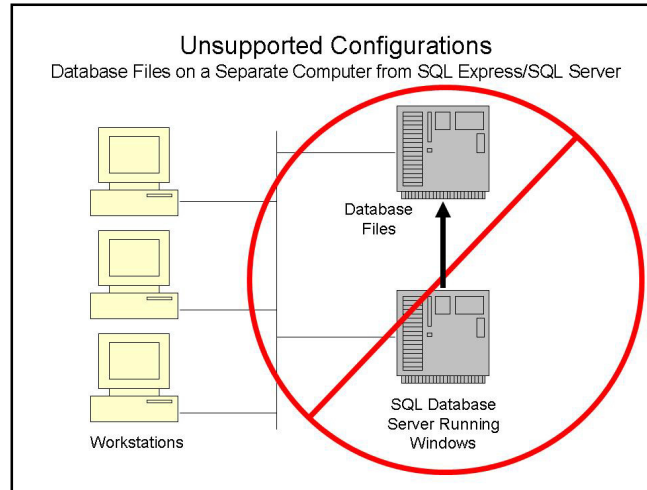 Unsupported Configurations
Database Files on a Separate Computer from SQL Express/SQL Server
Database
Files
SQL Database
Server Running
Windows
Workstations